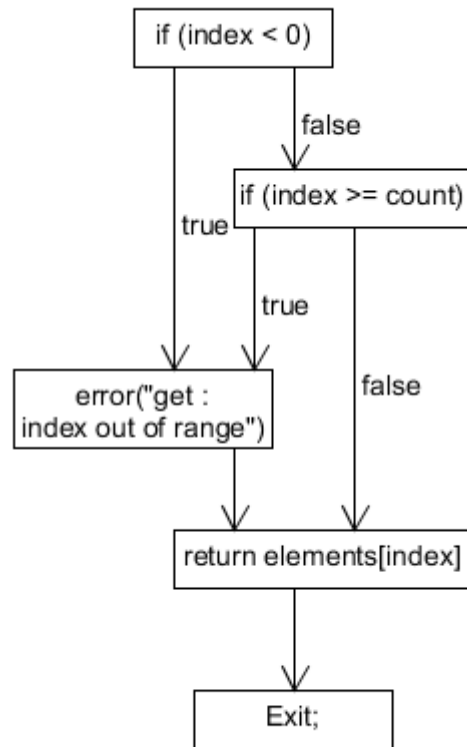 if (index < 0)
false
if (index >= count)
true
true
error("get :
index out of range")
false
return elements[index]
Exit;